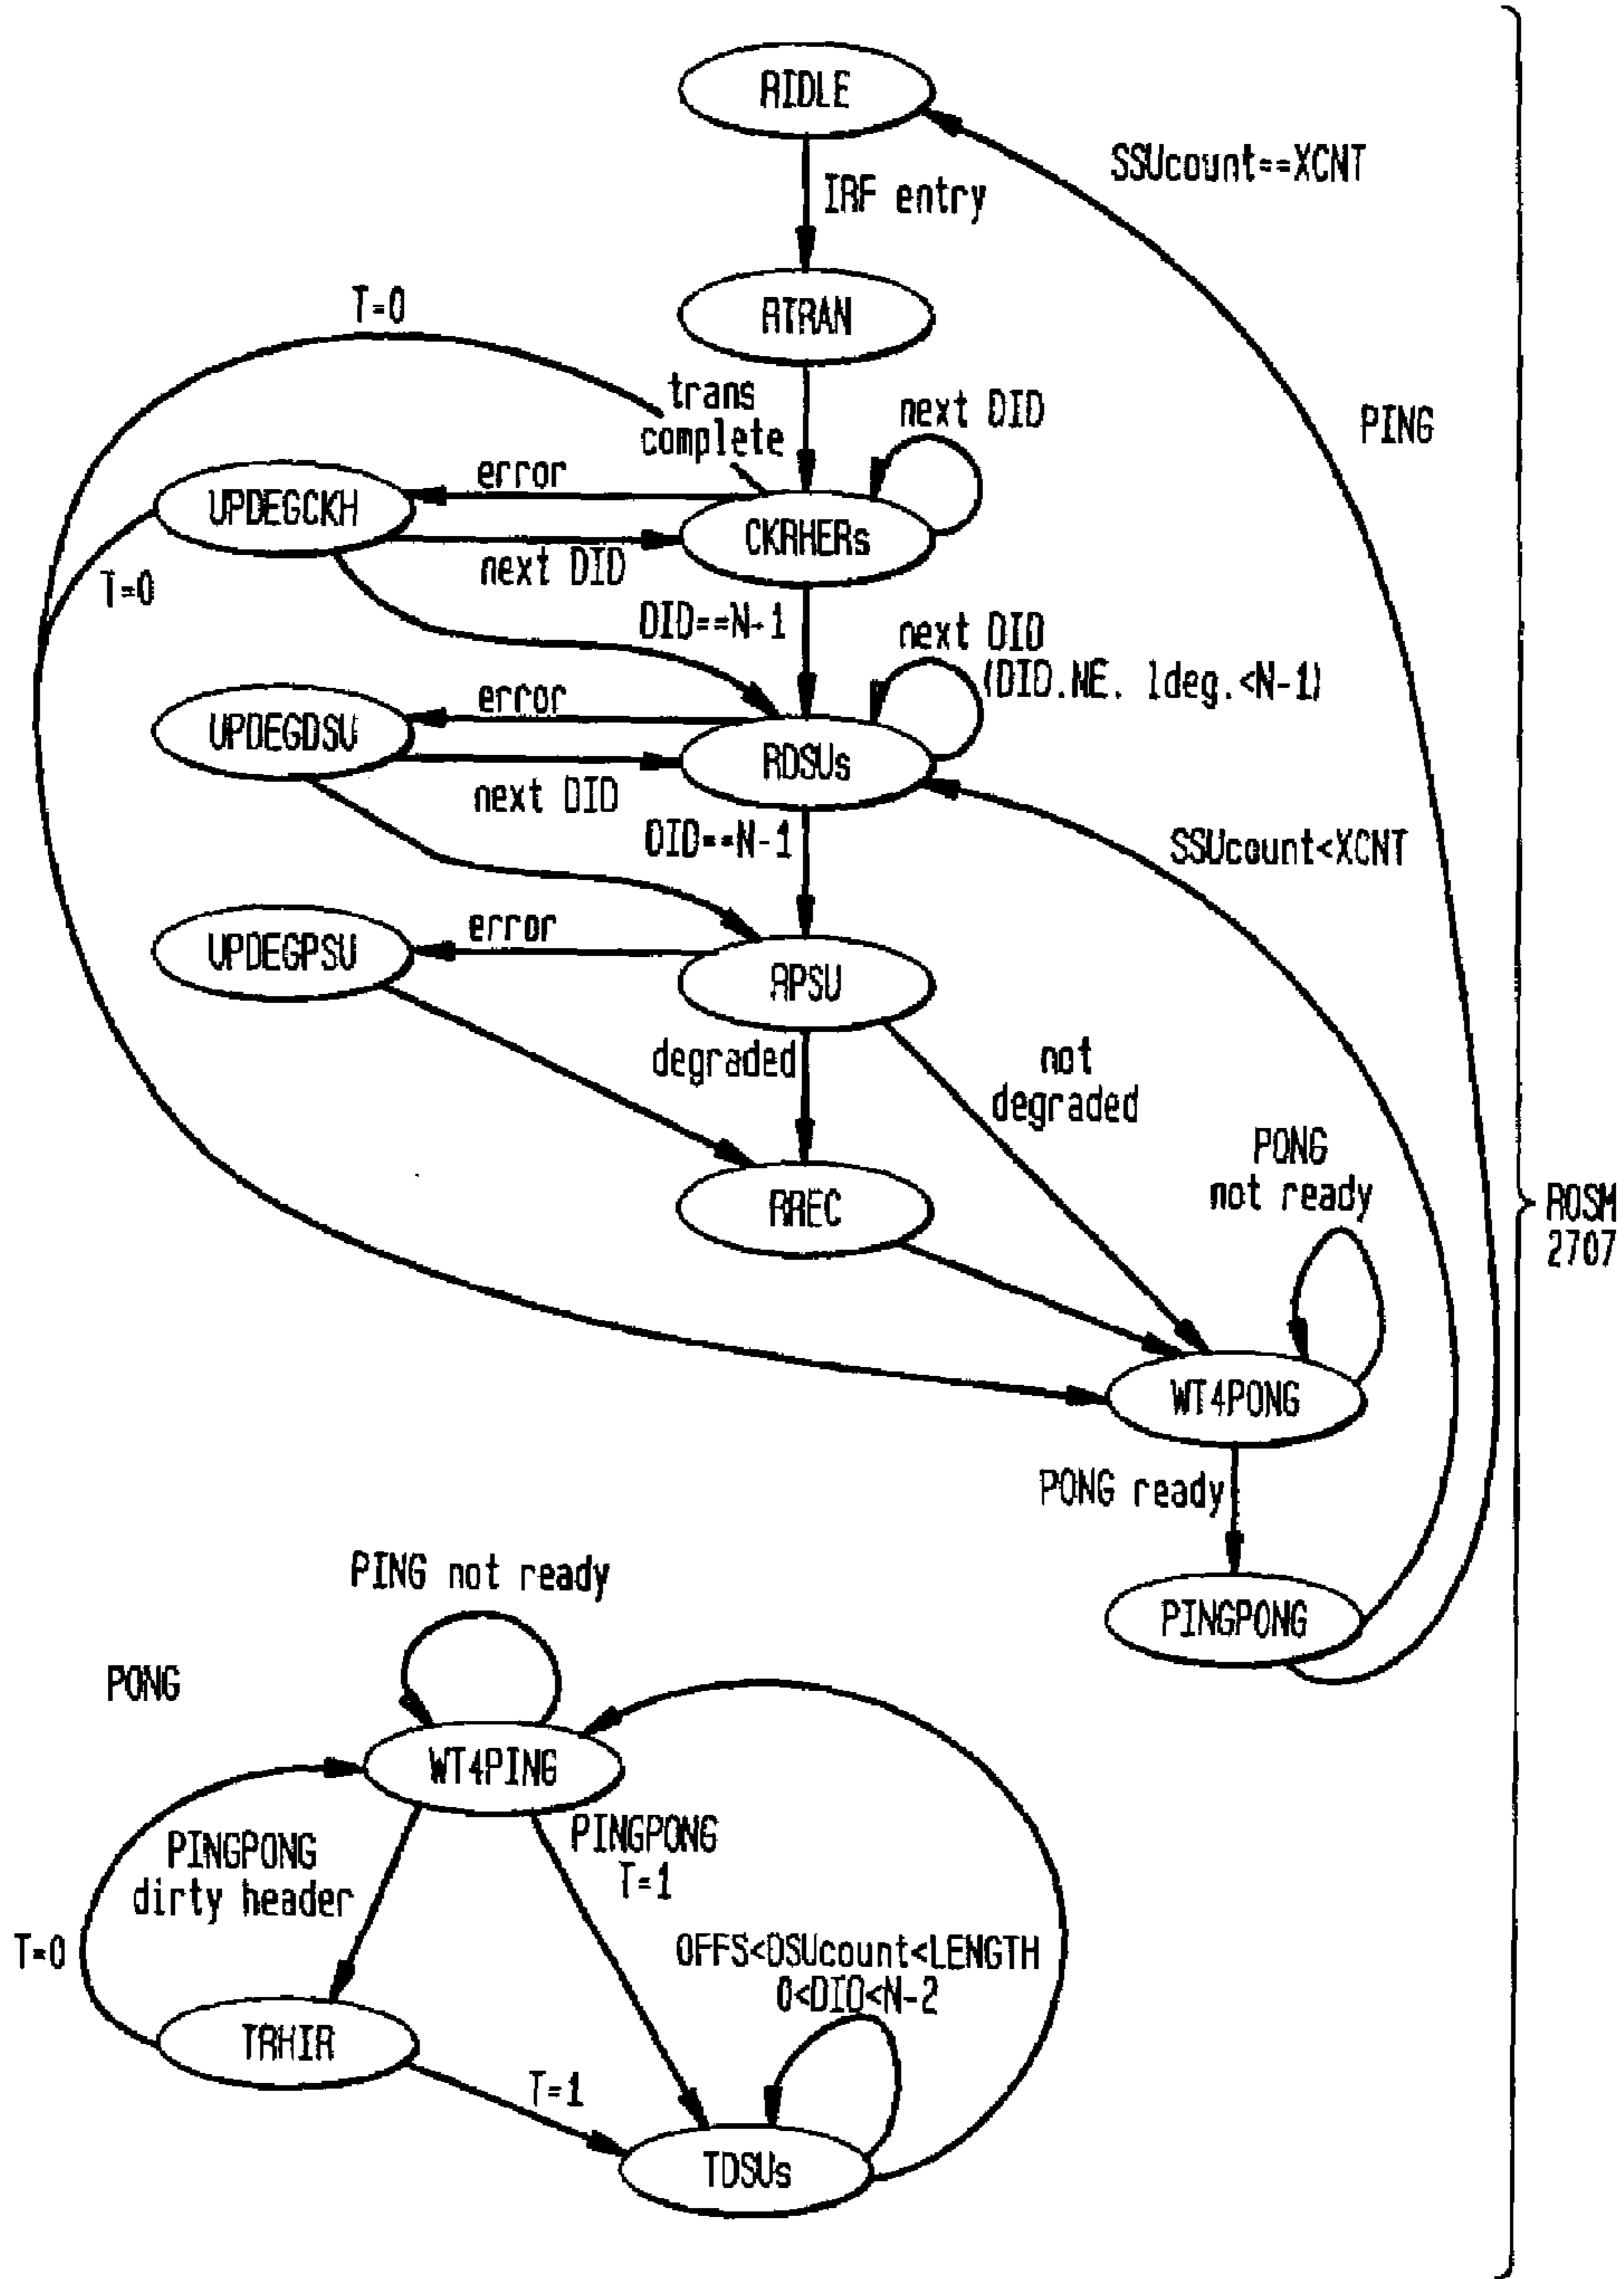 RIDLE
SSUcount==XCNT
IRF entry
RTRAN
T=0
trans
complete
next DID
PING
error
UPDEGCKH
CKRHERs
next DID
T=0
DID==N-1
next DID
(DID.NE. ldeg.<N-1)
error
UPDEGDSU
RDSUs
next DID
DID==N-1
SSUcount<XCNT
error
UPDEGPSU
RPSU
degraded
not
degraded
PONG
not ready
RREC
ROSM
2707
WT4PONG
PONG ready
PINGPONG
PING not ready
PONG
WT4PING
PINGPONG
dirty header
PINGPONG
T=1
T=0
OFFS<DSUcount<LENGTH
0<DID<N-2
TRHIR
T=1
TDSUs